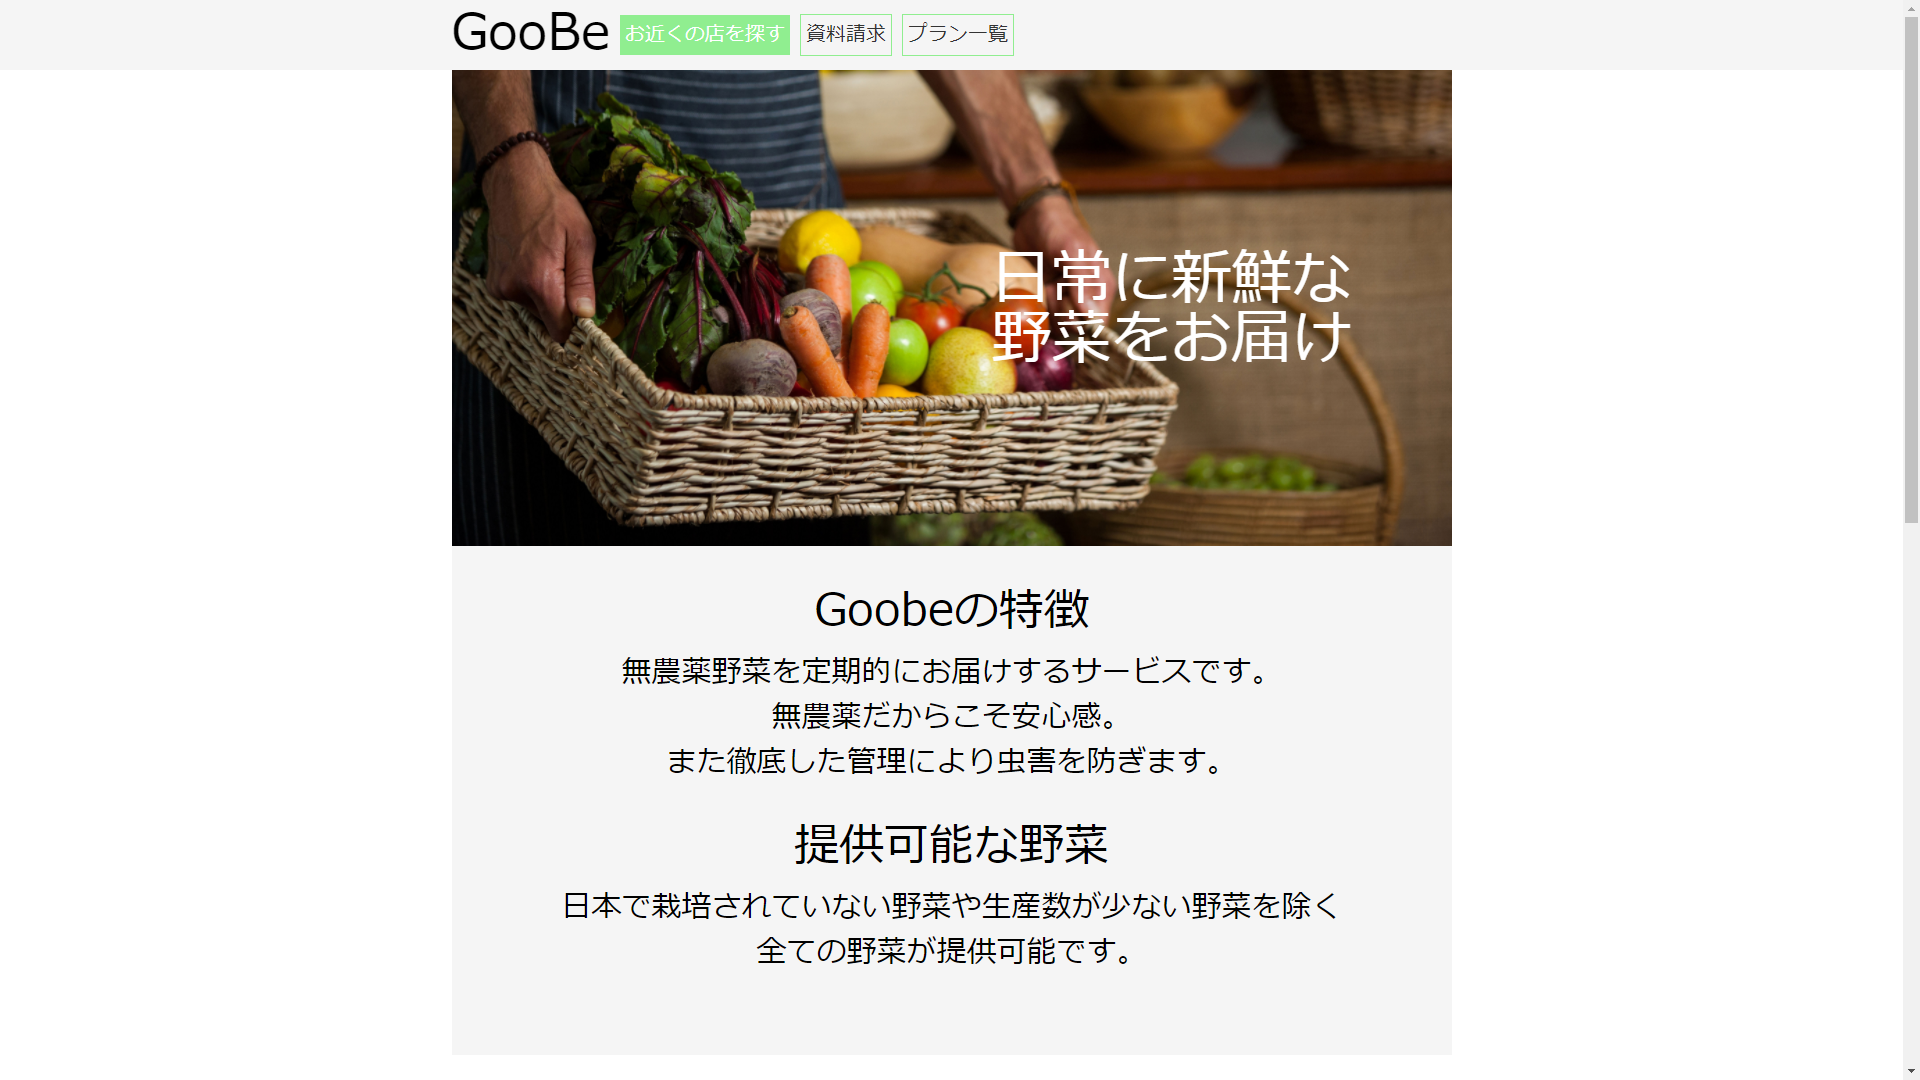 GooBe
お近くの店を探す
資料請求
プラン一覧
日常に新鮮な
野菜をお届け
Goobeの特徴
無農薬野菜を定期的にお届けするサービスです。
無農薬だからこそ安心感。
また徹底した管理により虫害を防ぎます。
提供可能な野菜
日本で栽培されていない野菜や生産数が少ない野菜を除く
全ての野菜が提供可能です。